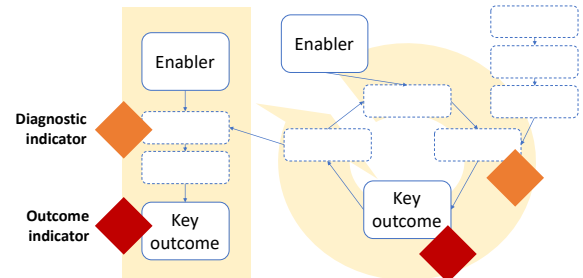 Enabler
Enabler
Diagnostic
indicator
Outcome
indicator
Key
outcome
Key
outcome